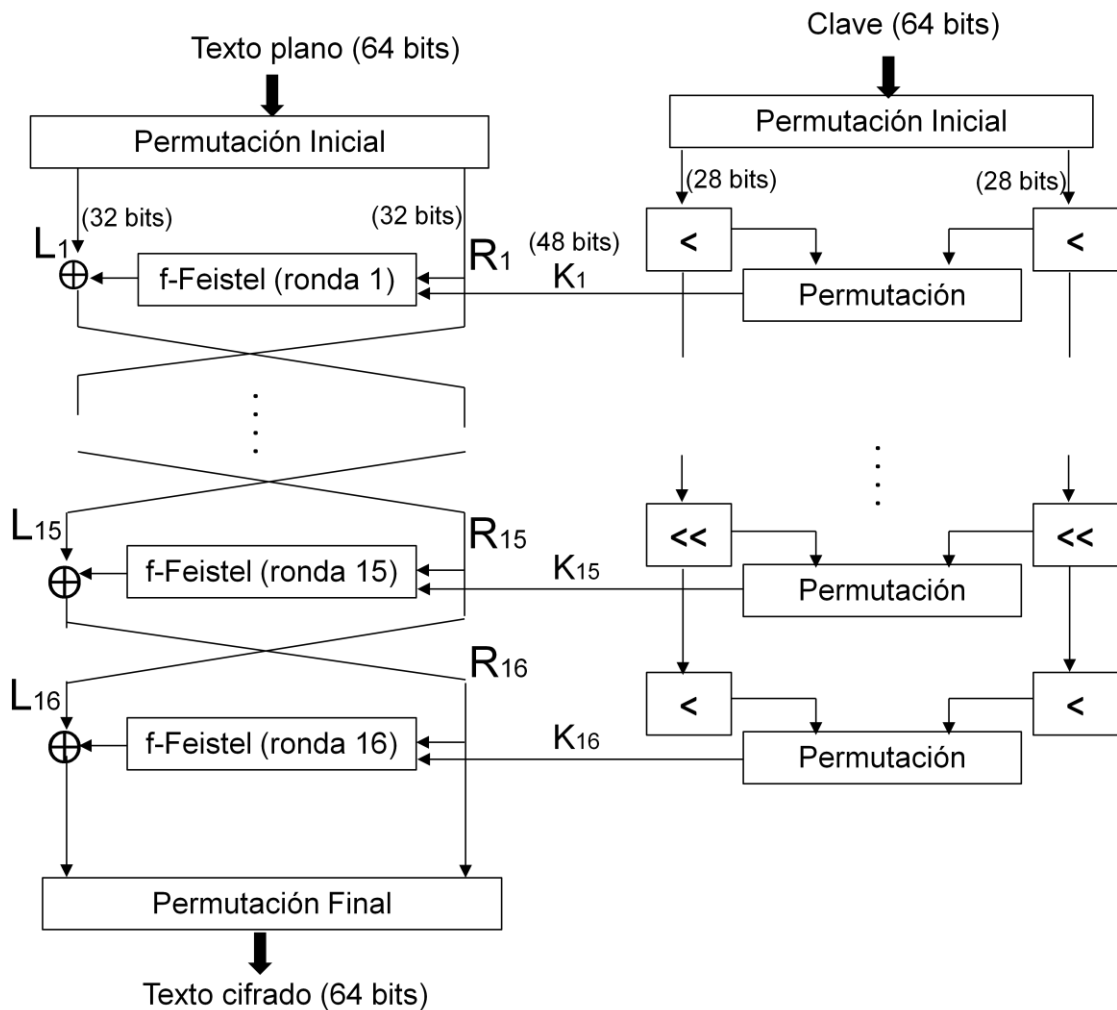 Texto plano (64 bits)
Clave (64 bits)
Permutación Inicial
Permutación Inicial
(32 bits)
(32 bits)
(28 bits)
(28 bits)
L1
f-Feistel (ronda 1)
R1
(48 bits)
K1
<
<
Permutación
L15
f-Feistel (ronda 15)
R15
K15
<<
<<
Permutación
L16
f-Feistel (ronda 16)
R16
K16
<
<
Permutación
Permutación Final
Texto cifrado (64 bits)